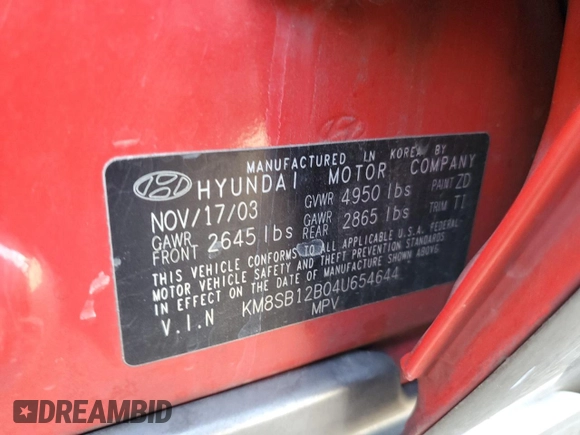 MANUFACTURED IN KOREA BY
HYUNDAI MOTOR COMPANY
NOV/17/03 GVWR 4950 lbs PAINT ZD
GAWR FRONT 2645 lbs GAWR REAR 2865 lbs TRIM TI
THIS VEHICLE CONFORMS TO APPLICABLE U.S.A. FEDERAL
MOTOR VEHICLE SAFETY AND THEFT PREVENTION STANDARDS
IN EFFECT ON THE DATE OF MANUFACTURE SHOWN ABOVE.
V.I.N KM8SB12B04U654644
MPV
DREAMBID